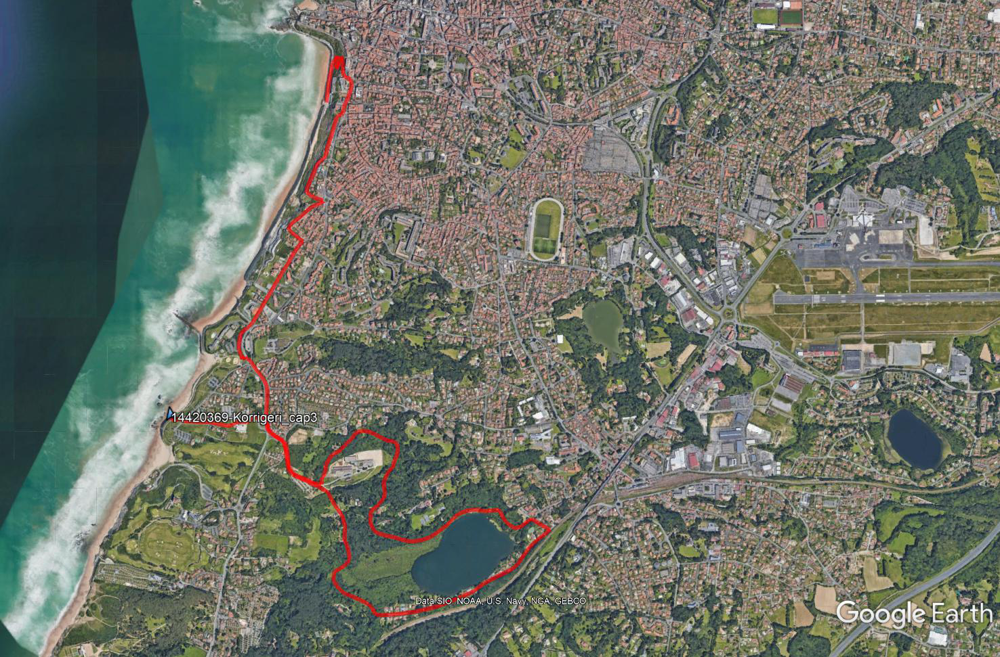 14420369-Korrigeri_cap3
Data SIO, NOAA, U.S. Navy, NGA, GEBCO
Google Earth